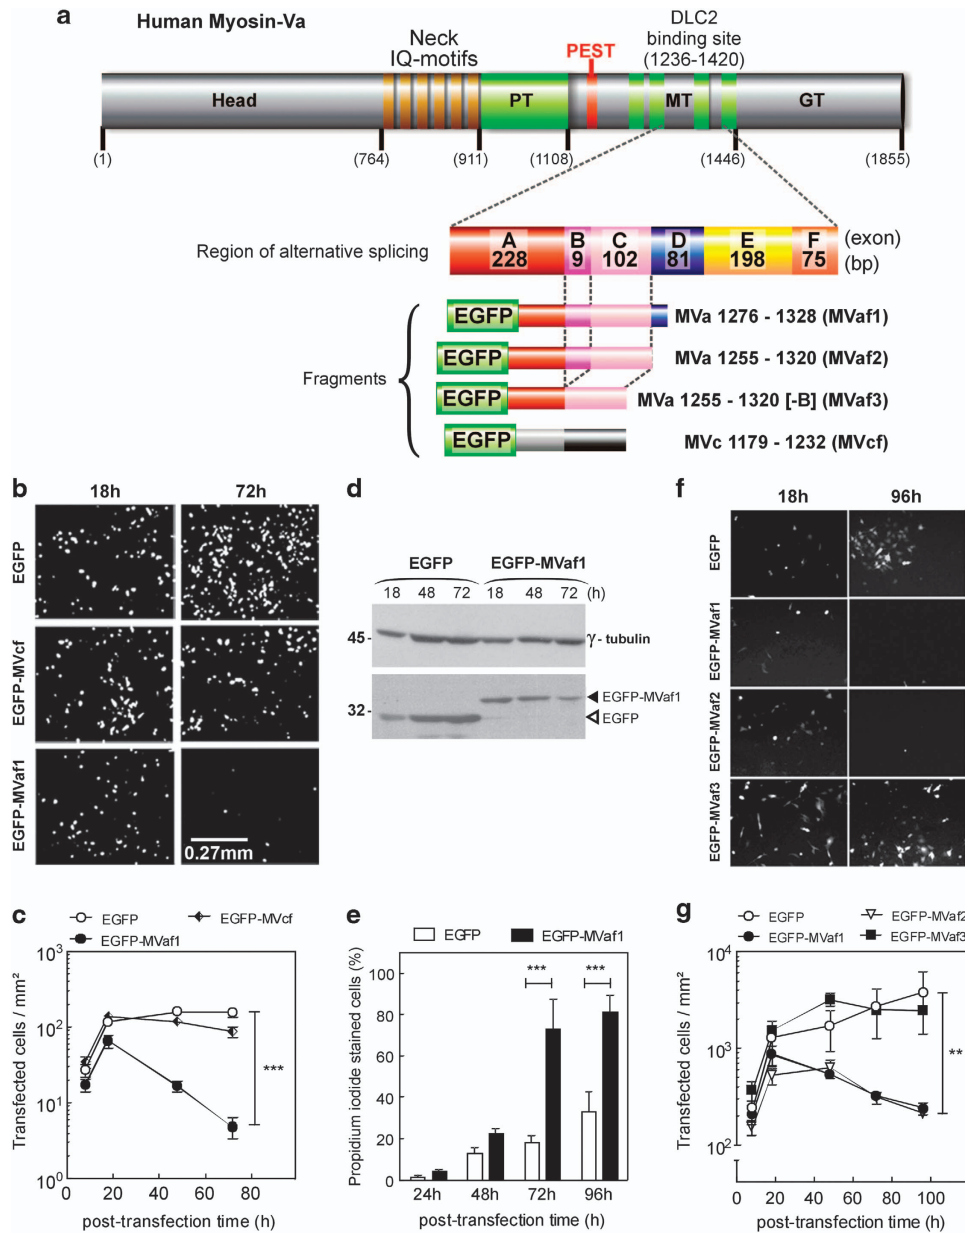 a
Human Myosin-Va
Neck
IQ-motifs
PEST
DLC2
binding site
(1236-1420)
Head
PT
MT
GT
(1)
(764)
(911)
(1108)
(1446)
(1855)
Region of alternative splicing
A B C D E F (exon)
228 9 102 81 198 75 (bp)
Fragments
EGFP MVa 1276 - 1328 (MVaf1)
EGFP MVa 1255 - 1320 (MVaf2)
EGFP MVa 1255 - 1320 [-B] (MVaf3)
EGFP MVc 1179 - 1232 (MVcf)
b
18h 72h
EGFP
EGFP-MVcf
EGFP-MVaf1
0.27mm
d
EGFP EGFP-MVaf1
18 48 72 18 48 72 (h)
45- γ- tubulin
EGFP-MVaf1
32- EGFP
f
18h 96h
EGFP
EGFP-MVaf1
EGFP-MVaf2
EGFP-MVaf3
c
EGFP EGFP-MVcf
EGFP-MVaf1
Transfected cells / mm²
10³
10²
10¹
10⁰
***
0 20 40 60 80
post-transfection time (h)
e
EGFP EGFP-MVaf1
Propidium iodide stained cells (%)
100
80
60
40
20
0
*** ***
24h 48h 72h 96h
post-transfection time (h)
g
EGFP EGFP-MVaf2
EGFP-MVaf1 EGFP-MVaf3
Transfected cells / mm²
10⁴
10³
10²
**
0 20 40 60 80 100
post-transfection time (h)